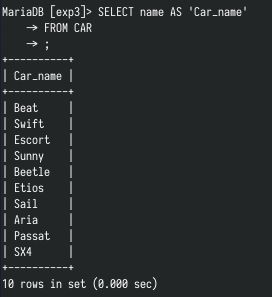 MariaDB [exp3]> SELECT name AS 'Car_name'
    → FROM CAR
    → ;
+----------+
| Car_name |
+----------+
| Beat     |
| Swift    |
| Escort   |
| Sunny    |
| Beetle   |
| Etios    |
| Sail     |
| Aria     |
| Passat   |
| SX4      |
+----------+
10 rows in set (0.000 sec)